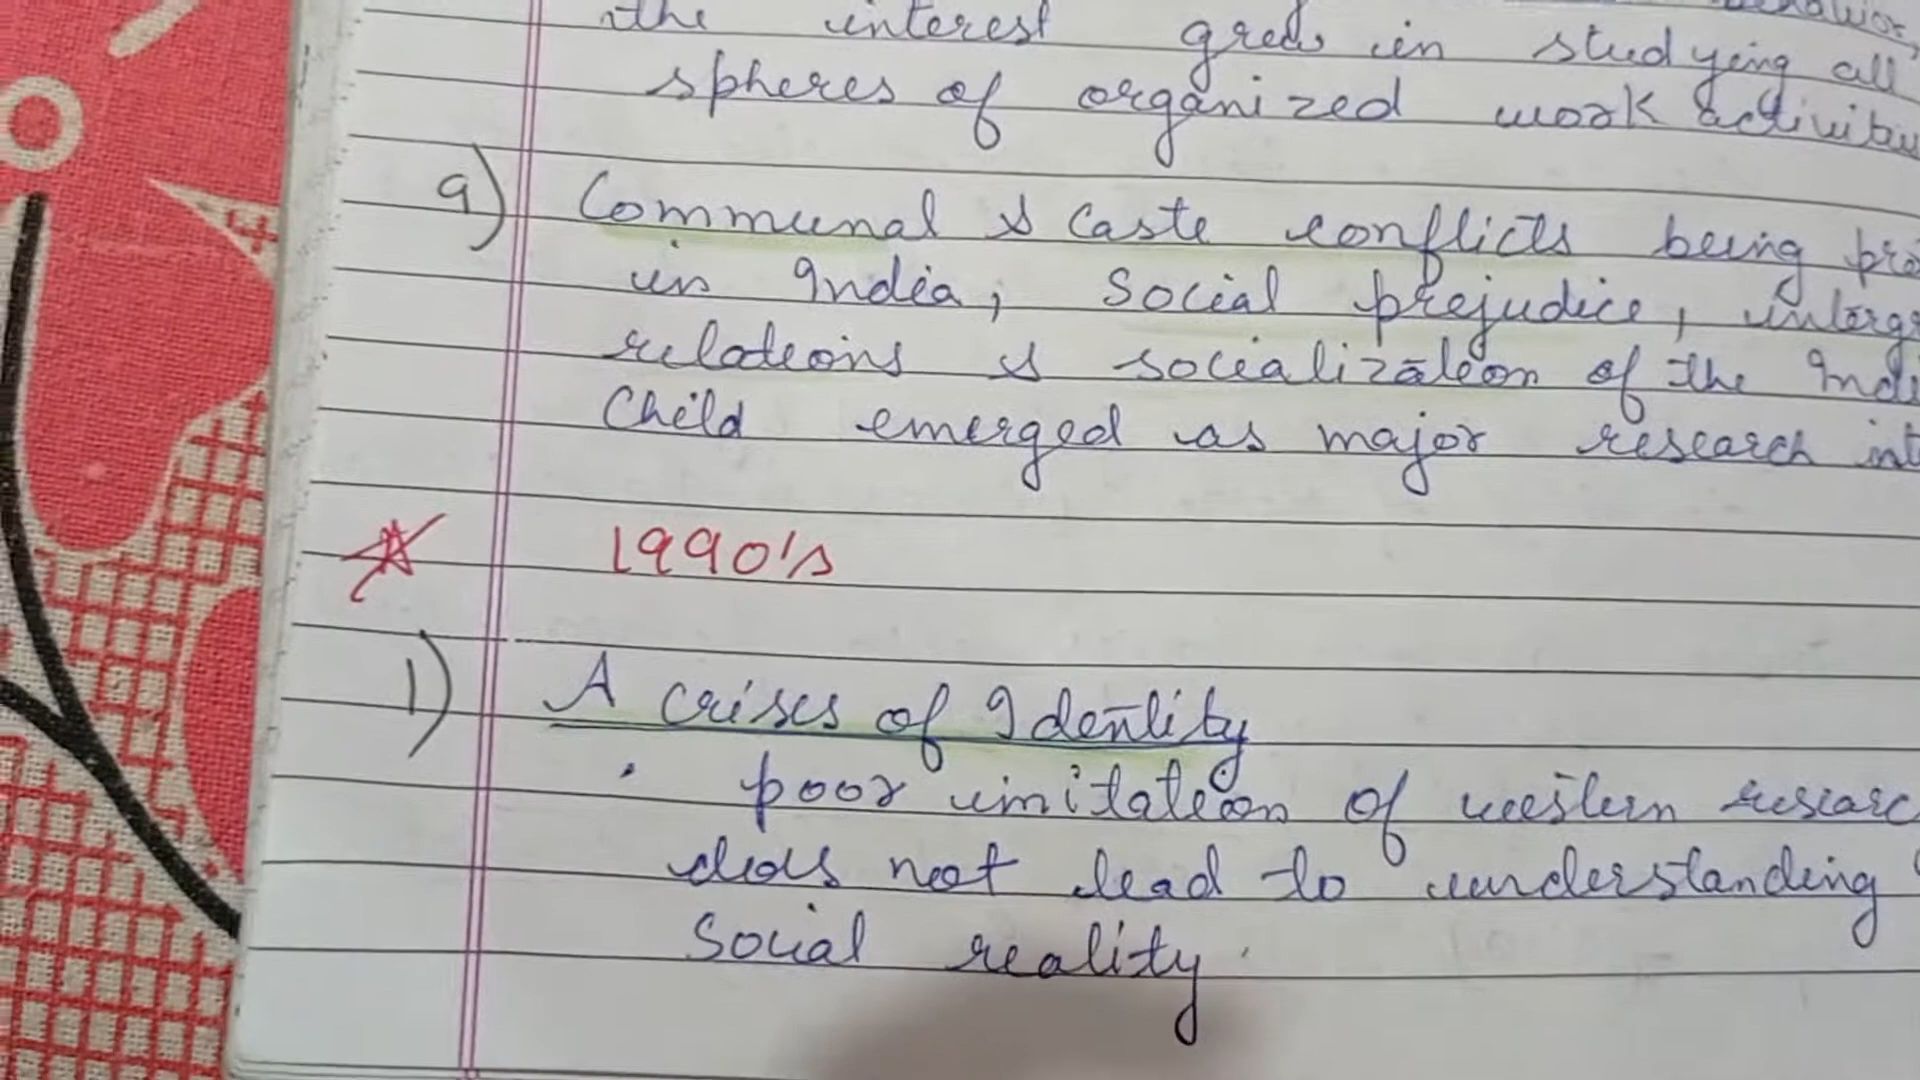 the interest grew in studying all
spheres of organized work
9) Communal & Caste conflicts being
in India, Social prejudice,
relations & socialization of the
Child emerged as major research
1990's
1) A crises of Identity
poor imitation of western
does not lead to understanding
Social reality.